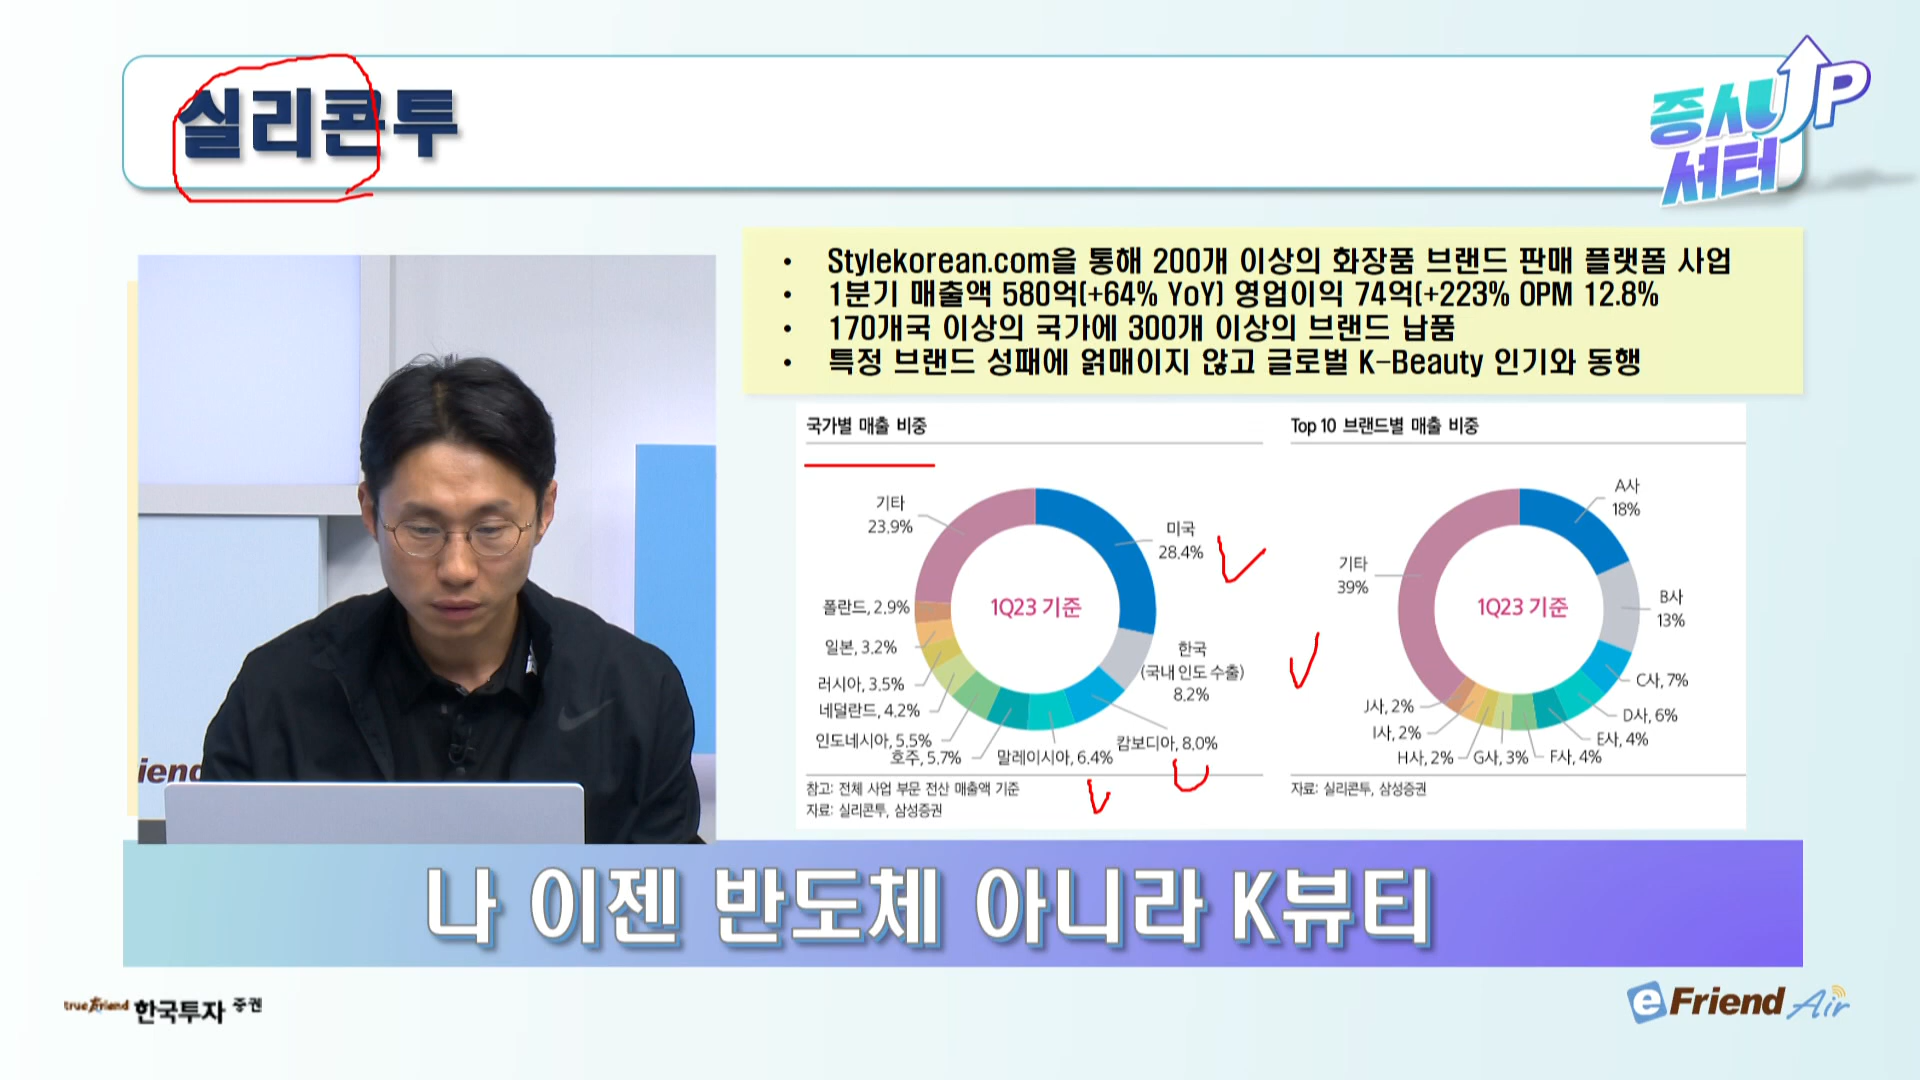 실리콘투
증시UP
셔터
• Stylekorean.com을 통해 200개 이상의 화장품 브랜드 판매 플랫폼 사업
• 1분기 매출액 580억(+64% YoY) 영업이익 74억(+223% OPM 12.8%
• 170개국 이상의 국가에 300개 이상의 브랜드 납품
• 특정 브랜드 성패에 얽매이지 않고 글로벌 K-Beauty 인기와 동행
국가별 매출 비중
기타
23.9%
미국
28.4%
폴란드, 2.9%
1Q23 기준
일본, 3.2%
한국
(국내 인도 수출)
8.2%
러시아, 3.5%
네덜란드, 4.2%
인도네시아, 5.5%
호주, 5.7%
말레이시아, 6.4%
캄보디아, 8.0%
참고: 전체 사업 부문 전산 매출액 기준
자료: 실리콘투, 삼성증권
Top 10 브랜드별 매출 비중
A사
18%
기타
39%
B사
13%
1Q23 기준
C사, 7%
J사, 2%
D사, 6%
I사, 2%
E사, 4%
H사, 2%
G사, 3%
F사, 4%
자료: 실리콘투, 삼성증권
iend
나 이젠 반도체 아니라 K뷰티
true Friend 한국투자 증권
eFriend Air